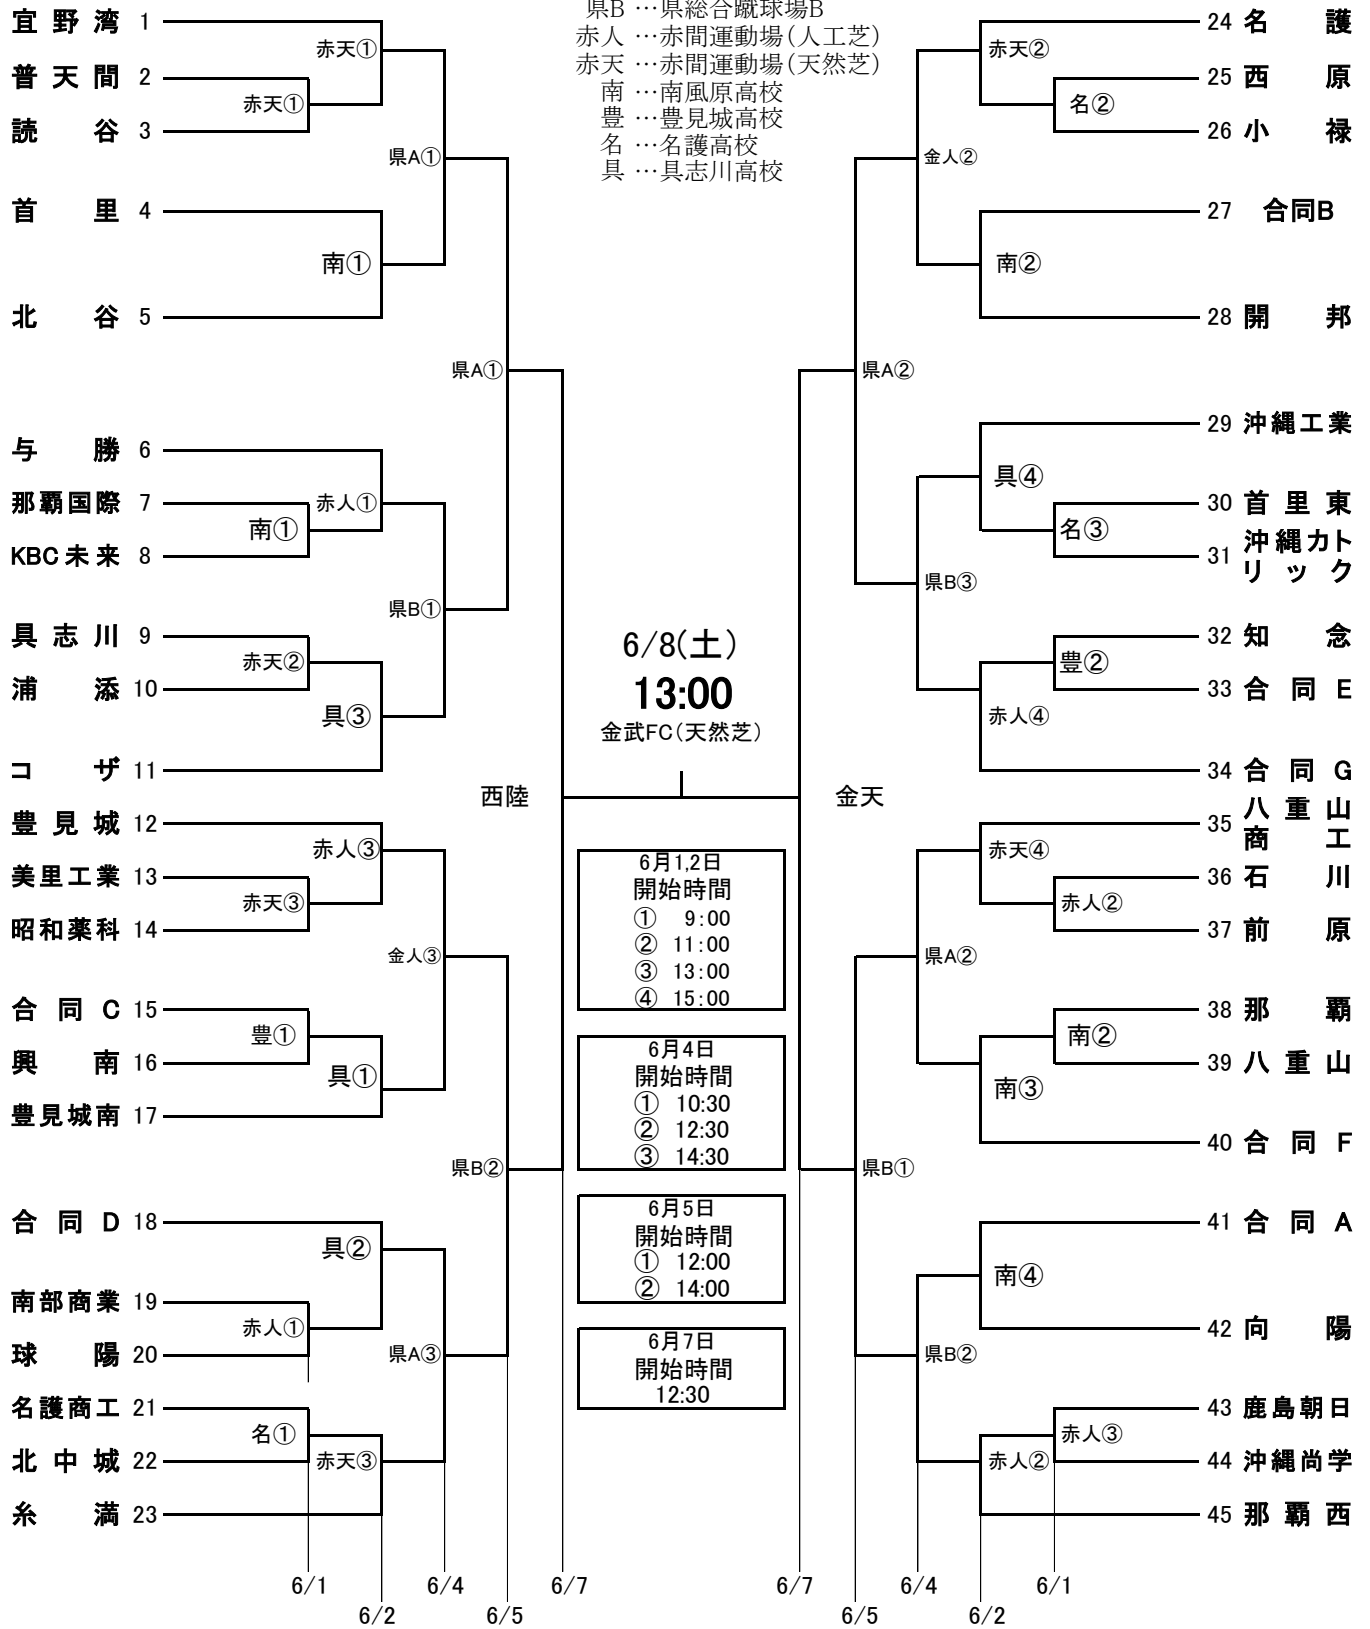 県B …県総合蹴球場B
赤人 …赤間運動場(人工芝)
赤天 …赤間運動場(天然芝)
南 …南風原高校
豊 …豊見城高校
名 …名護高校
具 …具志川高校
宜野湾 1
普天間 2
読谷 3
首里 4
北谷 5
与勝 6
那覇国際 7
KBC未来 8
具志川 9
浦添 10
コザ 11
豊見城 12
美里工業 13
昭和薬科 14
合同C 15
興南 16
豊見城南 17
合同D 18
南部商業 19
球陽 20
名護商工 21
北中城 22
糸満 23
赤天①
赤天①
県A①
南①
県A①
赤人①
南①
県B①
赤天②
具③
西陸
赤人③
赤天③
金人③
豊①
具①
県B②
具②
赤人①
県A③
名①
赤天③
6/8(土)
13:00
金武FC(天然芝)
6月1,2日
開始時間
① 9:00
② 11:00
③ 13:00
④ 15:00
6月4日
開始時間
① 10:30
② 12:30
③ 14:30
6月5日
開始時間
① 12:00
② 14:00
6月7日
開始時間
12:30
赤天②
名②
金人②
南②
県A②
具④
名③
県B③
豊②
赤人④
金天
赤天④
赤人②
県A②
南②
南③
県B①
南④
県B②
赤人③
赤人②
24 名護
25 西原
26 小禄
27 合同B
28 開邦
29 沖縄工業
30 首里東
31 沖縄カト
リック
32 知念
33 合同E
34 合同G
35 八重山
商工
36 石川
37 前原
38 那覇
39 八重山
40 合同F
41 合同A
42 向陽
43 鹿島朝日
44 沖縄尚学
45 那覇西
6/1 6/4 6/7 6/7 6/4 6/1
6/2 6/5 6/5 6/2